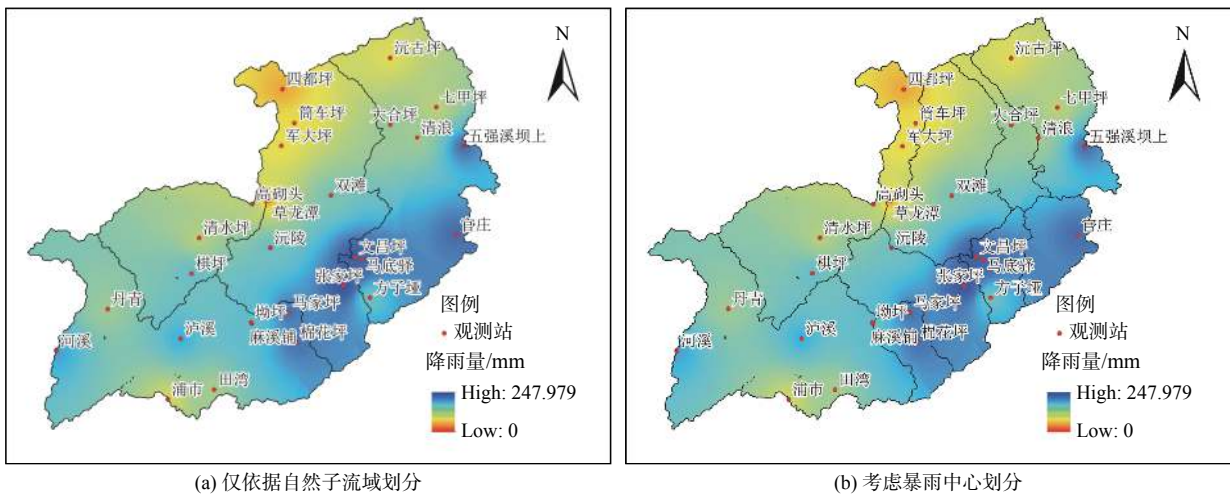 N
沅古坪
四都坪
七甲坪
筒车坪
大合坪
清浪
军大坪
五强溪坝上
双滩
高砌头
草龙潭
清水坪
沅陵
官庄
文昌坪
马底驿
棋坪
张家坪
方子垭
马家坪
图例
丹青
坳坪
观测站
泸溪
麻溪铺
棉花坪
河溪
降雨量/mm
浦市
田湾
High: 247.979
Low: 0
(a) 仅依据自然子流域划分
N
沅古坪
四都坪
七甲坪
筒车坪
大合坪
清浪
军大坪
五强溪坝上
双滩
高砌头
草龙潭
清水坪
沅陵
官庄
文昌坪
马底驿
棋坪
张家坪
方子垭
马家坪
图例
丹青
坳坪
观测站
泸溪
麻溪铺
棉花坪
河溪
降雨量/mm
浦市
田湾
High: 247.979
Low: 0
(b) 考虑暴雨中心划分